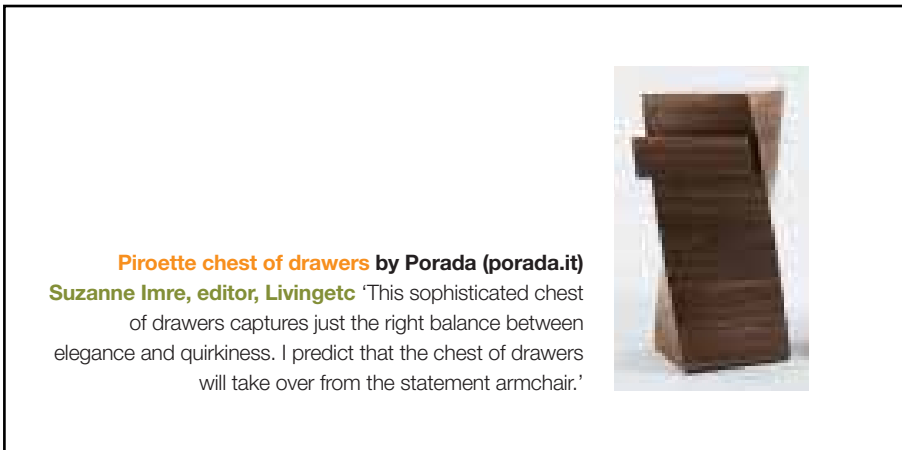 Piroette chest of drawers by Porada (porada.it)
Suzanne Imre, editor, Livingetc ‘This sophisticated chest
of drawers captures just the right balance between
elegance and quirkiness. I predict that the chest of drawers
will take over from the statement armchair.’